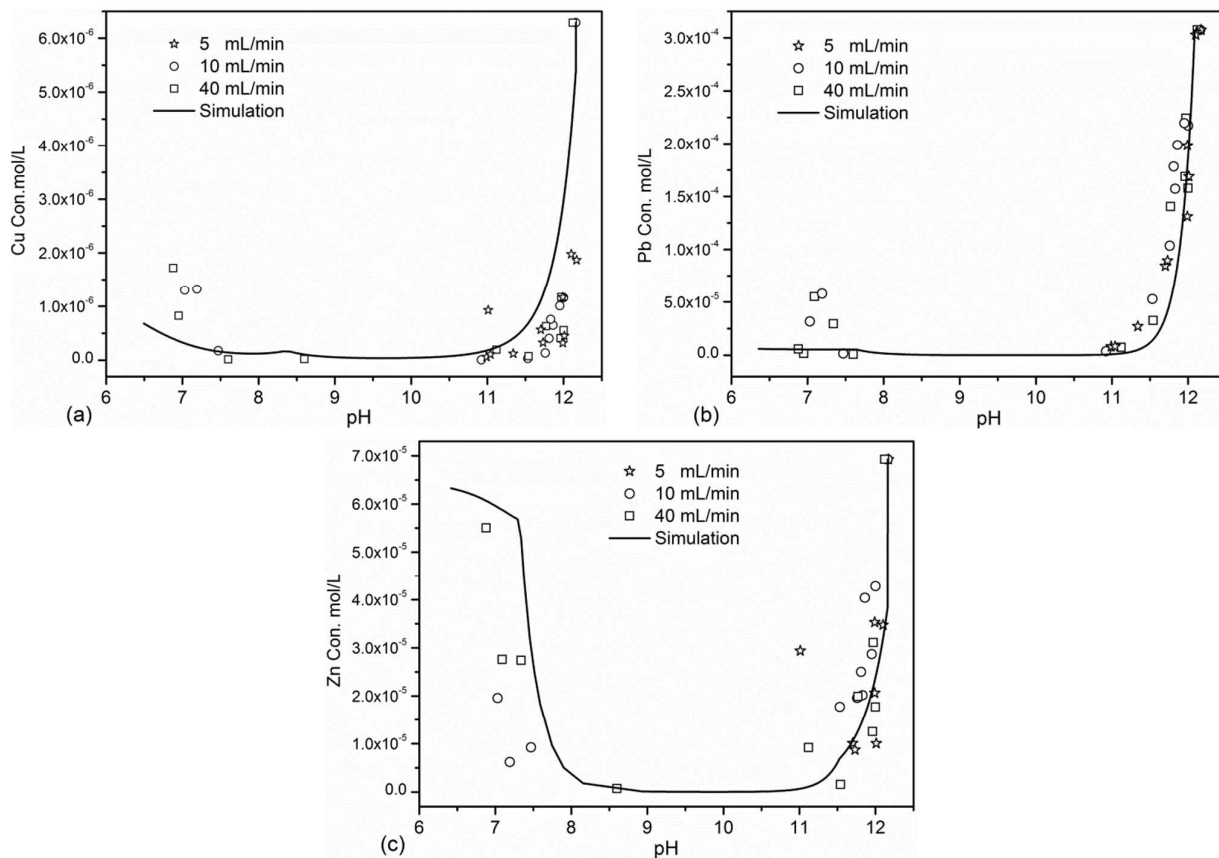 6.0x10⁻⁶
5.0x10⁻⁶
4.0x10⁻⁶
3.0x10⁻⁶
2.0x10⁻⁶
1.0x10⁻⁶
0.0
Cu Con.mol/L
5 mL/min
10 mL/min
40 mL/min
Simulation
6 7 8 9 10 11 12
pH
(a)
3.0x10⁻⁴
2.5x10⁻⁴
2.0x10⁻⁴
1.5x10⁻⁴
1.0x10⁻⁴
5.0x10⁻⁵
0.0
Pb Con. mol/L
5 mL/min
10 mL/min
40 mL/min
Simulation
6 7 8 9 10 11 12
pH
(b)
7.0x10⁻⁵
6.0x10⁻⁵
5.0x10⁻⁵
4.0x10⁻⁵
3.0x10⁻⁵
2.0x10⁻⁵
1.0x10⁻⁵
0.0
Zn Con. mol/L
5 mL/min
10 mL/min
40 mL/min
Simulation
6 7 8 9 10 11 12
pH
(c)